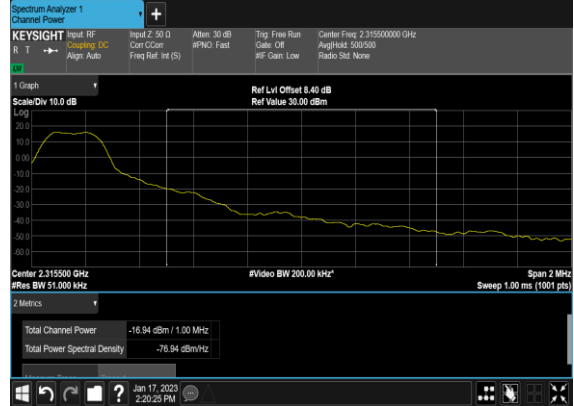 Spectrum Analyzer 1
Channel Power
+
KEYSIGHT Input: RF Input Z: 50 Ω Atten: 30 dB Trig: Free Run Center Freq: 2.315500000 GHz
R T Coupling: DC Corr CCorr #PNO: Fast Gate: Off Avg|Hold: 500/500
Align: Auto Freq Ref: Int (S) #IF Gain: Low Radio Std: None
1 Graph
Ref Lvl Offset 8.40 dB
Scale/Div 10.0 dB Ref Value 30.00 dBm
Log
20.0
10.0
0.00
-10.0
-20.0
-30.0
-40.0
-50.0
-60.0
Center 2.315500 GHz #Video BW 200.00 kHz* Span 2 MHz
#Res BW 51.000 kHz Sweep 1.00 ms (1001 pts)
2 Metrics
Total Channel Power -16.94 dBm / 1.00 MHz
Total Power Spectral Density -76.94 dBm/Hz
? Jan 17, 2023
2:20:25 PM